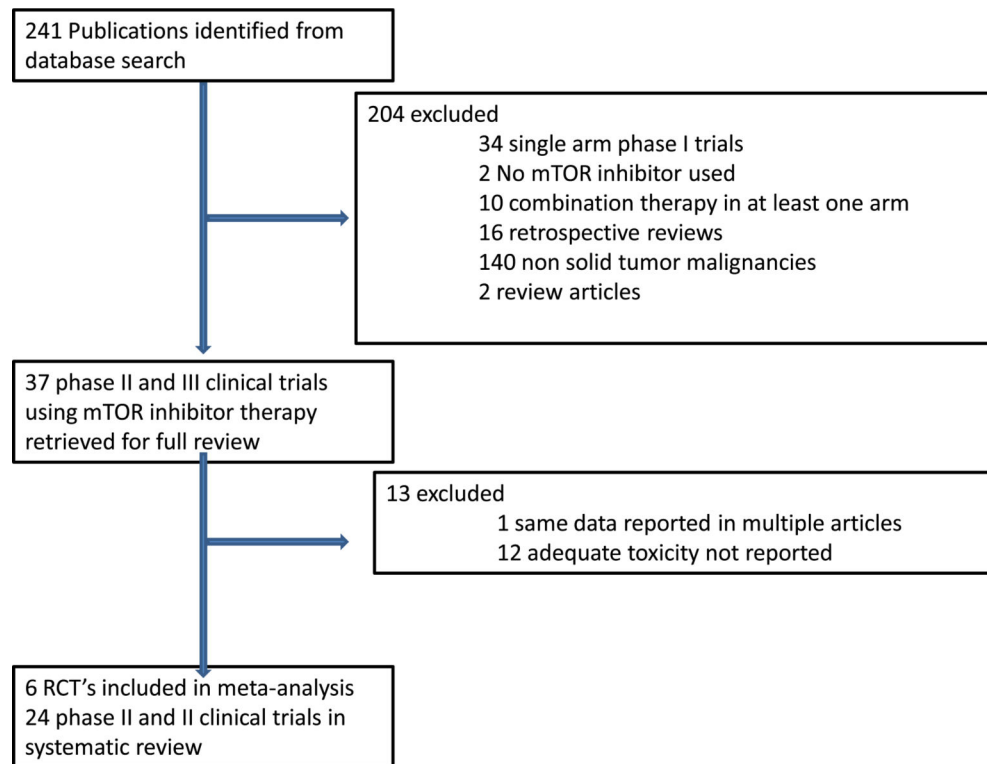 241 Publications identified from
database search
204 excluded
34 single arm phase I trials
2 No mTOR inhibitor used
10 combination therapy in at least one arm
16 retrospective reviews
140 non solid tumor malignancies
2 review articles
37 phase II and III clinical trials
using mTOR inhibitor therapy
retrieved for full review
13 excluded
1 same data reported in multiple articles
12 adequate toxicity not reported
6 RCT's included in meta-analysis
24 phase II and II clinical trials in
systematic review